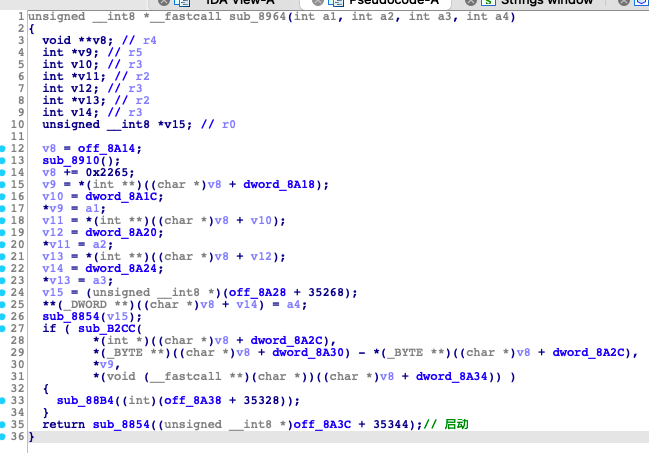 IDA View-A Pseudocode-A Strings window
1 unsigned __int8 *__fastcall sub_8964(int a1, int a2, int a3, int a4)
2 {
3 void **v8; // r4
4 int *v9; // r5
5 int v10; // r3
6 int *v11; // r2
7 int v12; // r3
8 int *v13; // r2
9 int v14; // r3
10 unsigned __int8 *v15; // r0
11
12 v8 = off_8A14;
13 sub_8910();
14 v8 += 0x2265;
15 v9 = *(int **)((char *)v8 + dword_8A18);
16 v10 = dword_8A1C;
17 *v9 = a1;
18 v11 = *(int **)((char *)v8 + v10);
19 v12 = dword_8A20;
20 *v11 = a2;
21 v13 = *(int **)((char *)v8 + v12);
22 v14 = dword_8A24;
23 *v13 = a3;
24 v15 = (unsigned __int8 *)(off_8A28 + 35268);
25 **(_DWORD **)((char *)v8 + v14) = a4;
26 sub_8854(v15);
27 if ( sub_B2CC(
28 *(int *)((char *)v8 + dword_8A2C),
29 *(_BYTE **)((char *)v8 + dword_8A30) - *(_BYTE **)((char *)v8 + dword_8A2C),
30 *v9,
31 *(void (__fastcall **)(char *))((char *)v8 + dword_8A34)) )
32 {
33 sub_88B4((int)(off_8A38 + 35328));
34 }
35 return sub_8854((unsigned __int8 *)off_8A3C + 35344);// 启动
36 }